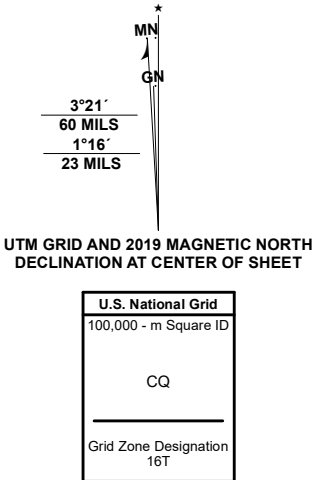 ★
MN
GN
3°21´
60 MILS
1°16´
23 MILS
UTM GRID AND 2019 MAGNETIC NORTH
DECLINATION AT CENTER OF SHEET
U.S. National Grid
100,000 - m Square ID
CQ
Grid Zone Designation
16T